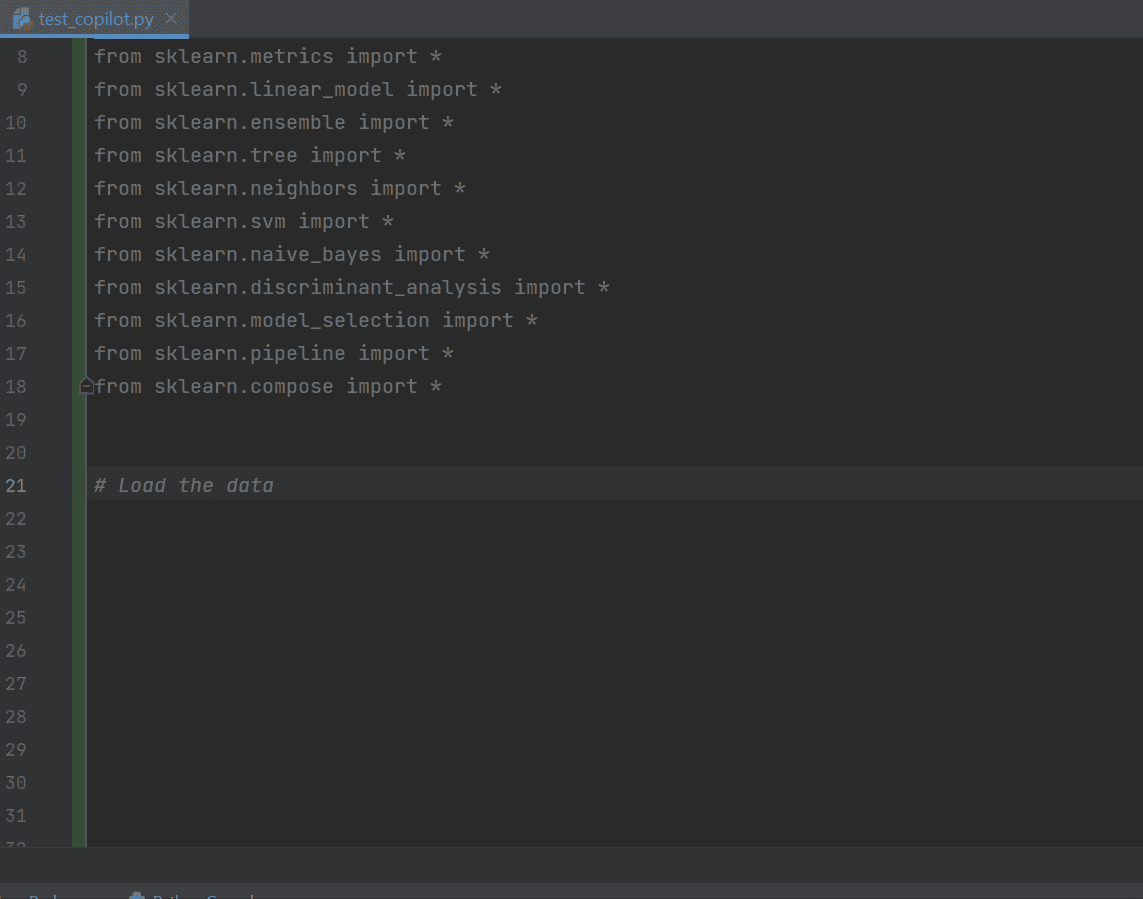 test_copilot.py
8 from sklearn.metrics import *
9 from sklearn.linear_model import *
10 from sklearn.ensemble import *
11 from sklearn.tree import *
12 from sklearn.neighbors import *
13 from sklearn.svm import *
14 from sklearn.naive_bayes import *
15 from sklearn.discriminant_analysis import *
16 from sklearn.model_selection import *
17 from sklearn.pipeline import *
18 from sklearn.compose import *
19
20
21 # Load the data
22
23
24
25
26
27
28
29
30
31